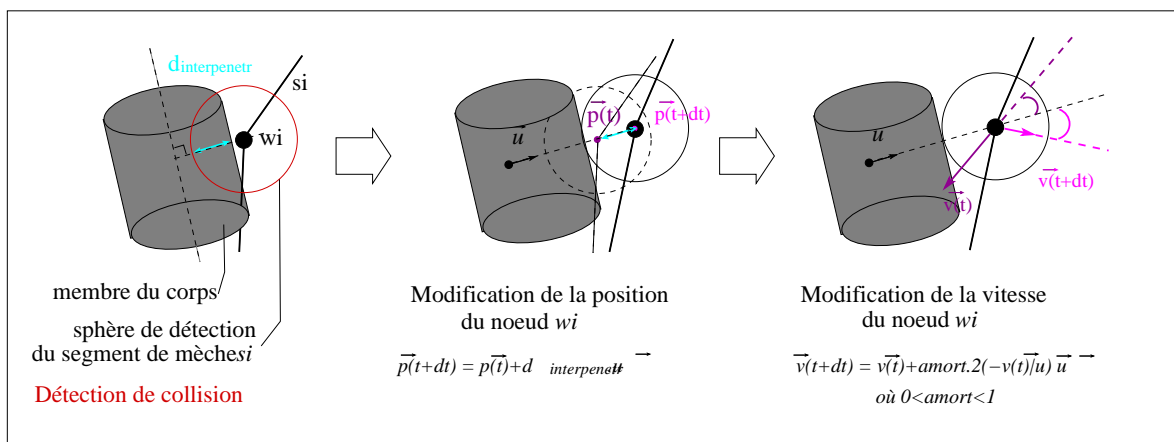 d interpenetr
si
wi
membre du corps
sphère de détection
du segment de mèchesi
Détection de collision
u
p(t)
p(t+dt)
Modification de la position
du noeud wi
p(t+dt) = p(t)+d interpenetr u
u
v(t)
v(t+dt)
Modification de la vitesse
du noeud wi
v(t+dt) = v(t)+amort.2(−v(t)/u) u
où 0<amort<1